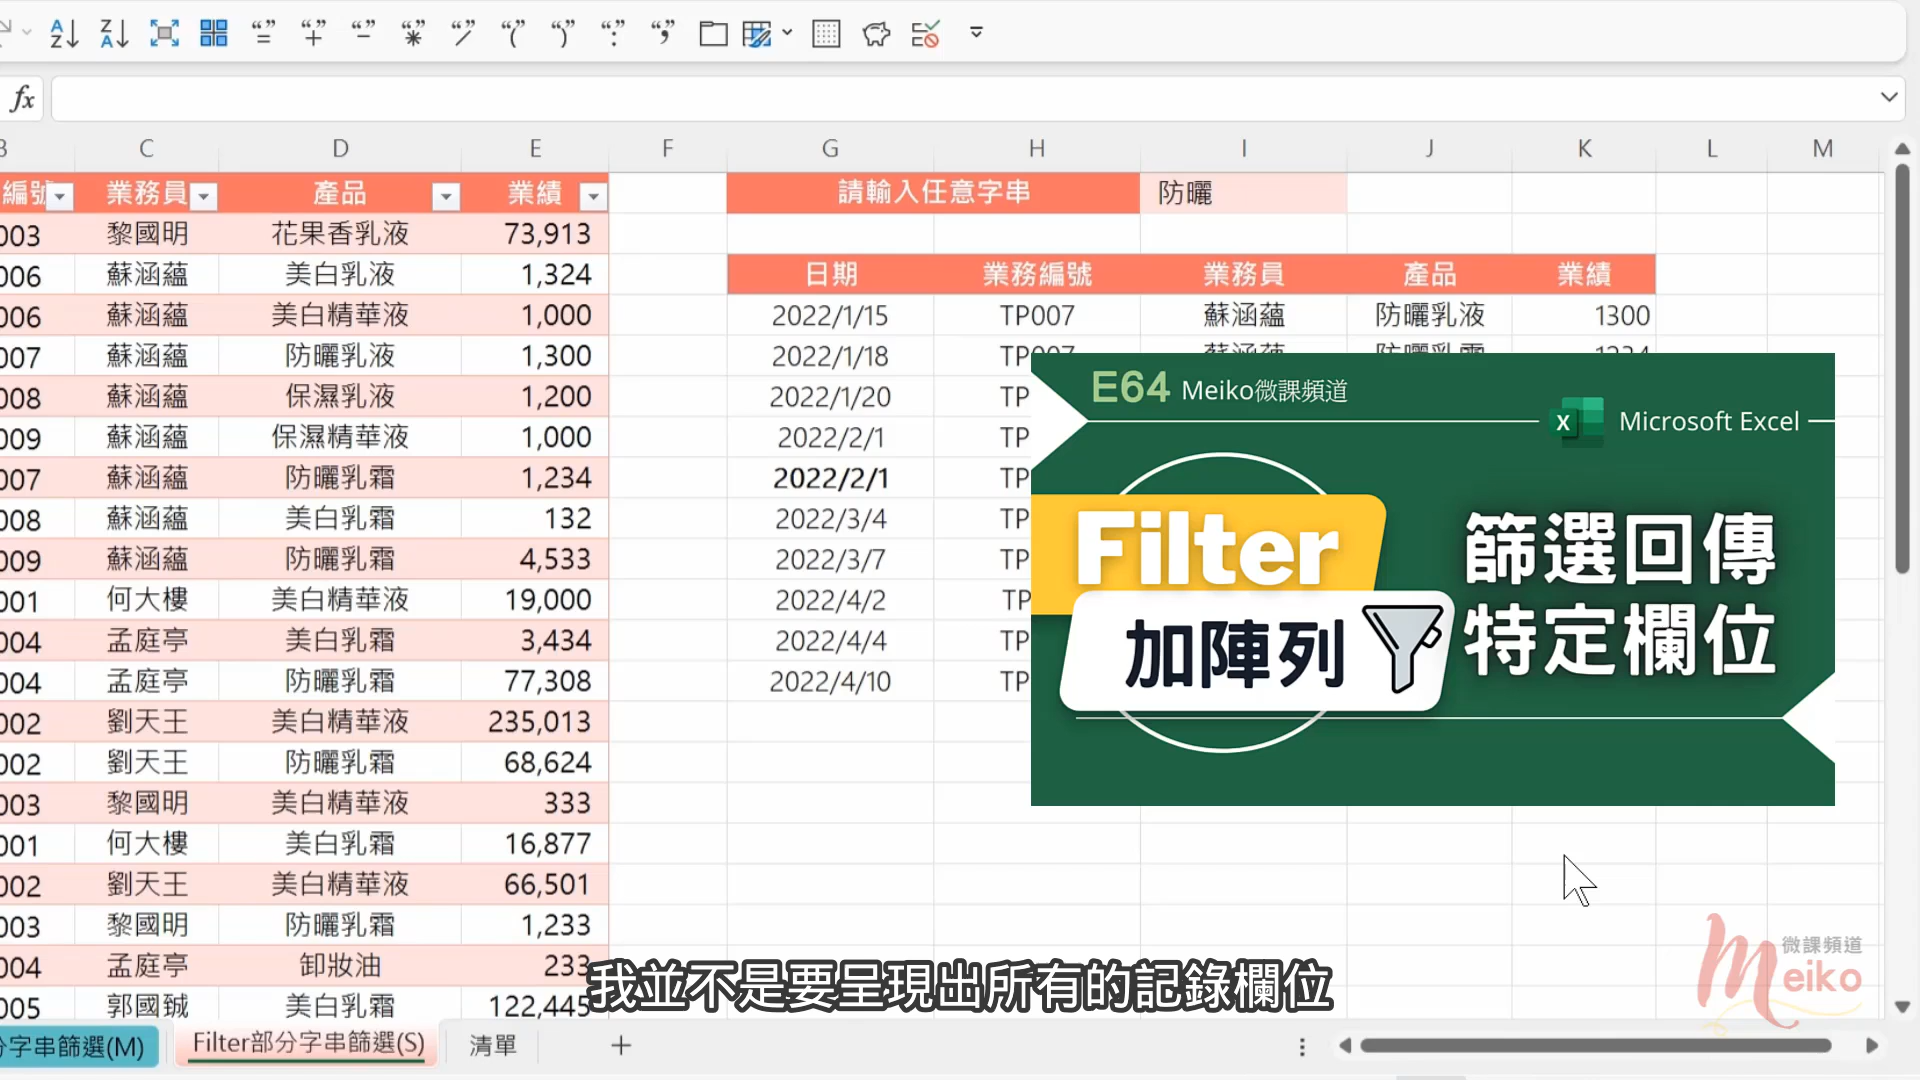 fx
C D E F G H I J K L M
編號 業務員 產品 業績 請輸入任意字串 防曬
003 黎國明 花果香乳液 73,913
006 蘇涵蘊 美白乳液 1,324 日期 業務編號 業務員 產品 業績
006 蘇涵蘊 美白精華液 1,000 2022/1/15 TP007 蘇涵蘊 防曬乳液 1300
007 蘇涵蘊 防曬乳液 1,300 2022/1/18
008 蘇涵蘊 保濕乳液 1,200 2022/1/20 TP
009 蘇涵蘊 保濕精華液 1,000 2022/2/1 TP
007 蘇涵蘊 防曬乳霜 1,234 2022/2/1 TP
008 蘇涵蘊 美白乳霜 132 2022/3/4 TP
009 蘇涵蘊 防曬乳霜 4,533 2022/3/7 TP
001 何大樓 美白精華液 19,000 2022/4/2 TP
004 孟庭亭 美白乳霜 3,434 2022/4/4 TP
004 孟庭亭 防曬乳霜 77,308 2022/4/10 TP
002 劉天王 美白精華液 235,013
002 劉天王 防曬乳霜 68,624
003 黎國明 美白精華液 333
001 何大樓 美白乳霜 16,877
002 劉天王 美白精華液 66,501
003 黎國明 防曬乳霜 1,233
004 孟庭亭 卸妝油 233
005 郭國鋮 美白乳霜 122,445
E64 Meiko微課頻道
Microsoft Excel
Filter
加陣列
篩選回傳
特定欄位
微課頻道
Meiko
我並不是要呈現出所有的記錄欄位
字串篩選(M) Filter部分字串篩選(S) 清單 +